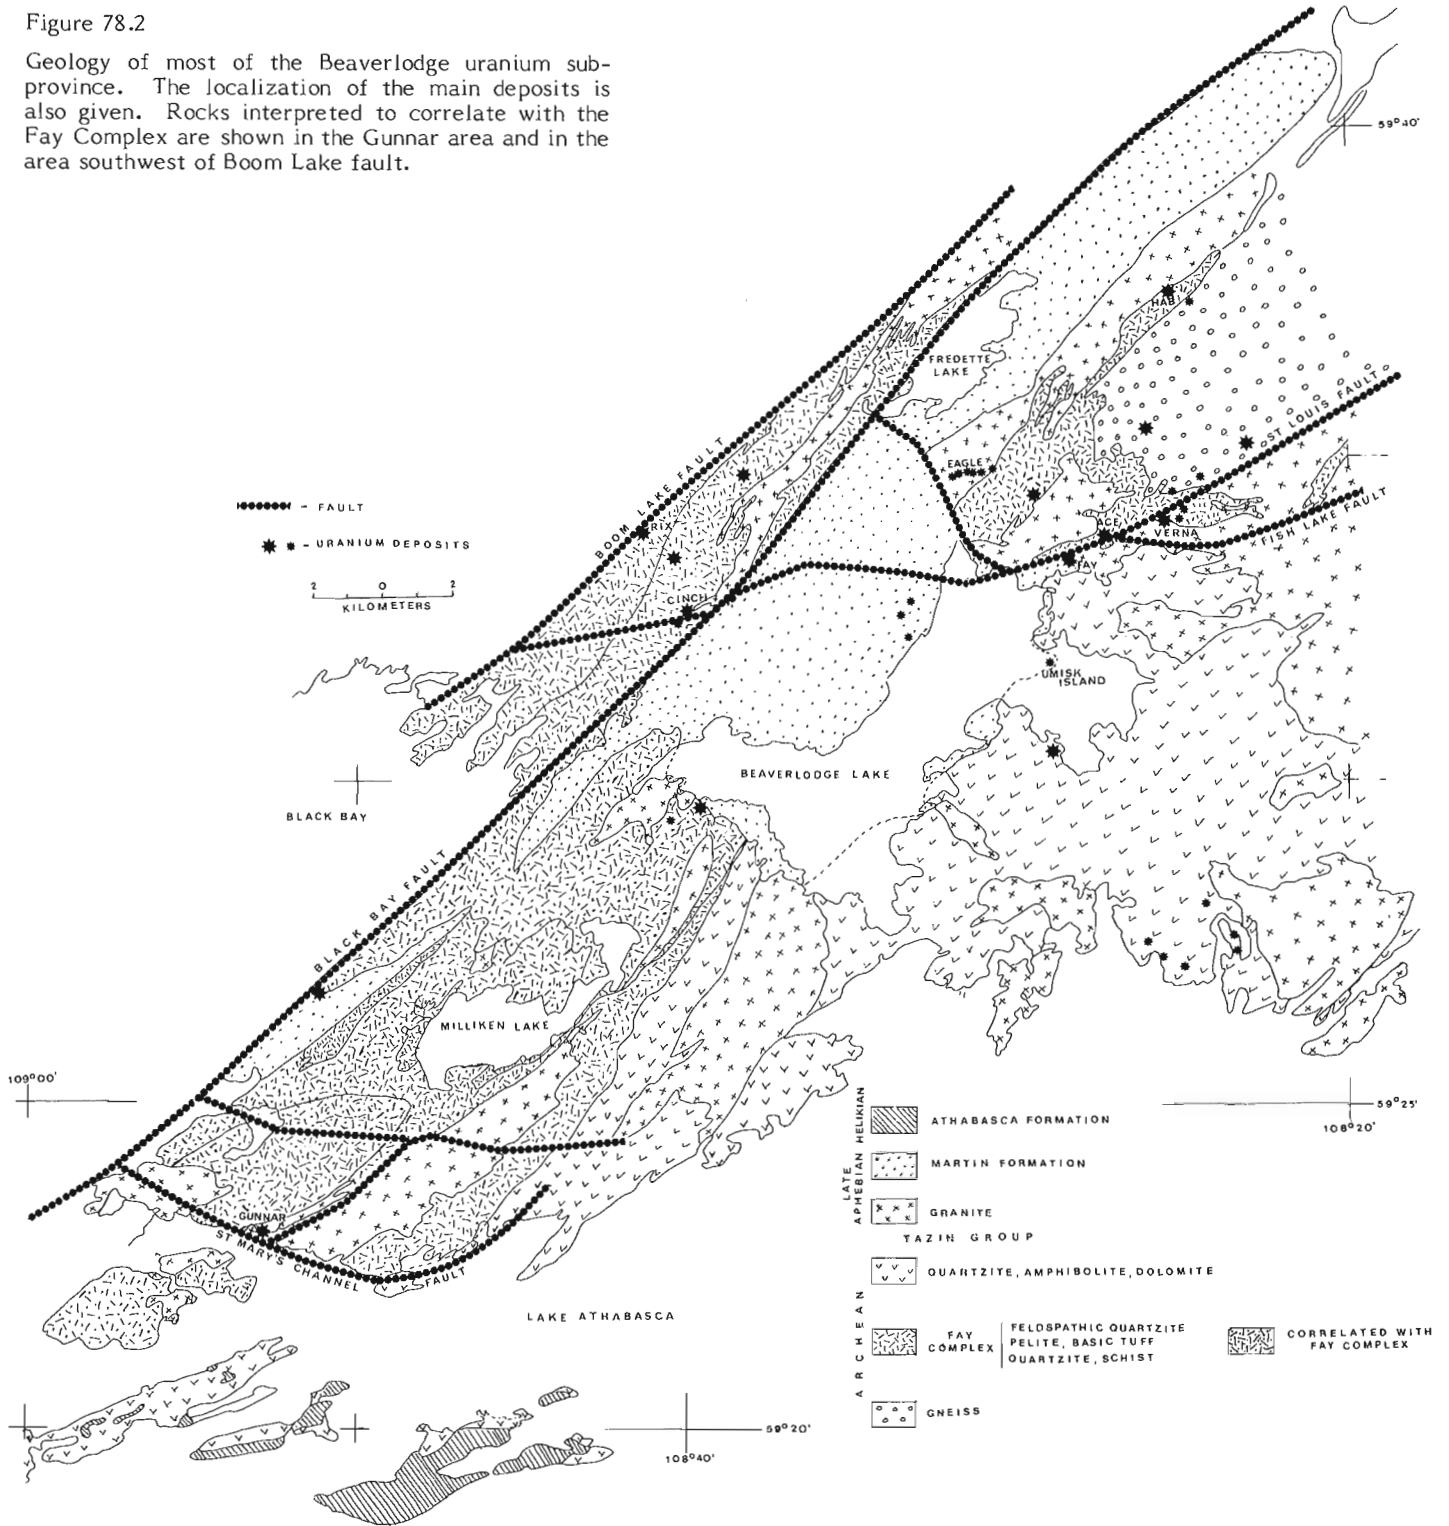 Figure 78.2
Geology of most of the Beaverlodge uranium sub-
province. The localization of the main deposits is
also given. Rocks interpreted to correlate with the
Fay Complex are shown in the Gunnar area and in the
area southwest of Boom Lake fault.
59°40'
HAB
FREDETTE
LAKE
ST LOUIS FAULT
EAGLE
BOOM LAKE FAULT
RIX
- FAULT
- URANIUM DEPOSITS
2 0 2
KILOMETERS
ACE
VERNA
FISH LAKE FAULT
FAY
CINCH
UMISK
ISLAND
BEAVERLODGE LAKE
BLACK BAY
BLACK BAY FAULT
MILLIKEN LAKE
109°00'
59°25'
108°20'
GUNNAR
ST MARY'S CHANNEL FAULT
LAKE ATHABASCA
59°20'
108°40'
LATE
APHEBIAN HELIKIAN
ARCHEAN
ATHABASCA FORMATION
MARTIN FORMATION
GRANITE
TAZIN GROUP
QUARTZITE, AMPHIBOLITE, DOLOMITE
FAY
COMPLEX
FELDSPATHIC QUARTZITE
PELITE, BASIC TUFF
QUARTZITE, SCHIST
CORRELATED WITH
FAY COMPLEX
GNEISS